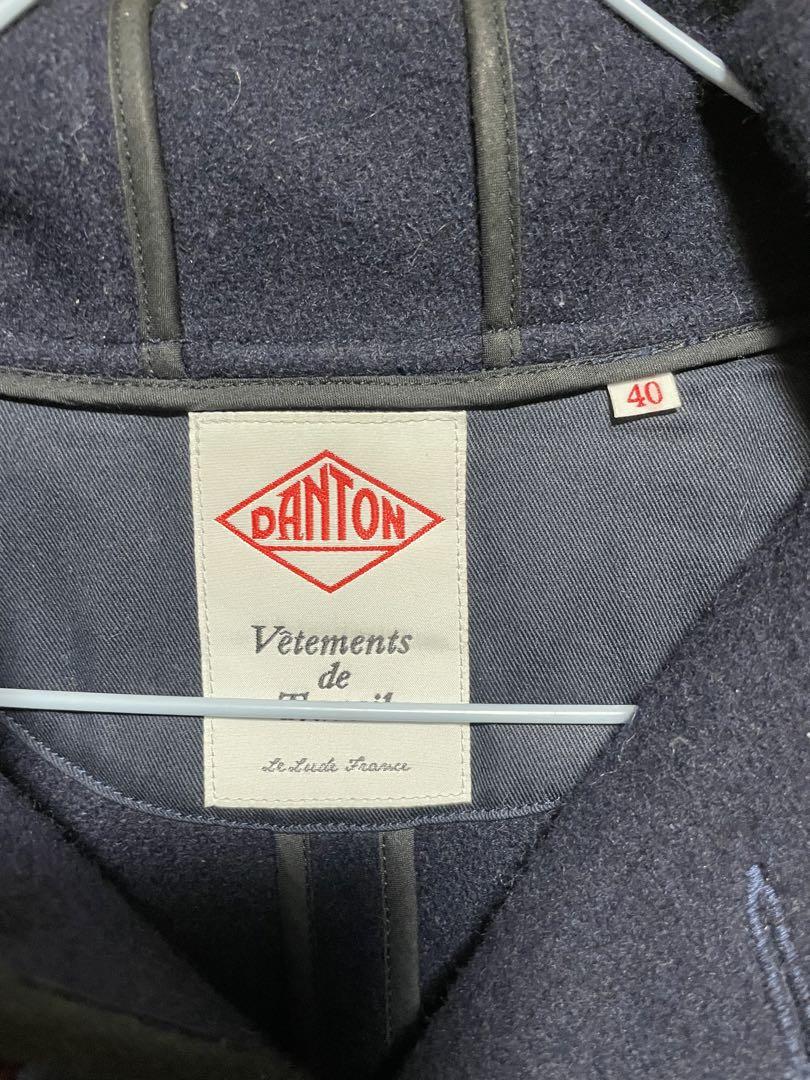 40
DANTON
Vêtements
de
Le Lude France